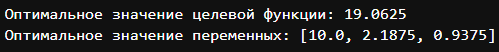 Оптимальное значение целевой функции: 19.0625
Оптимальное значение переменных: [10.0, 2.1875, 0.9375]